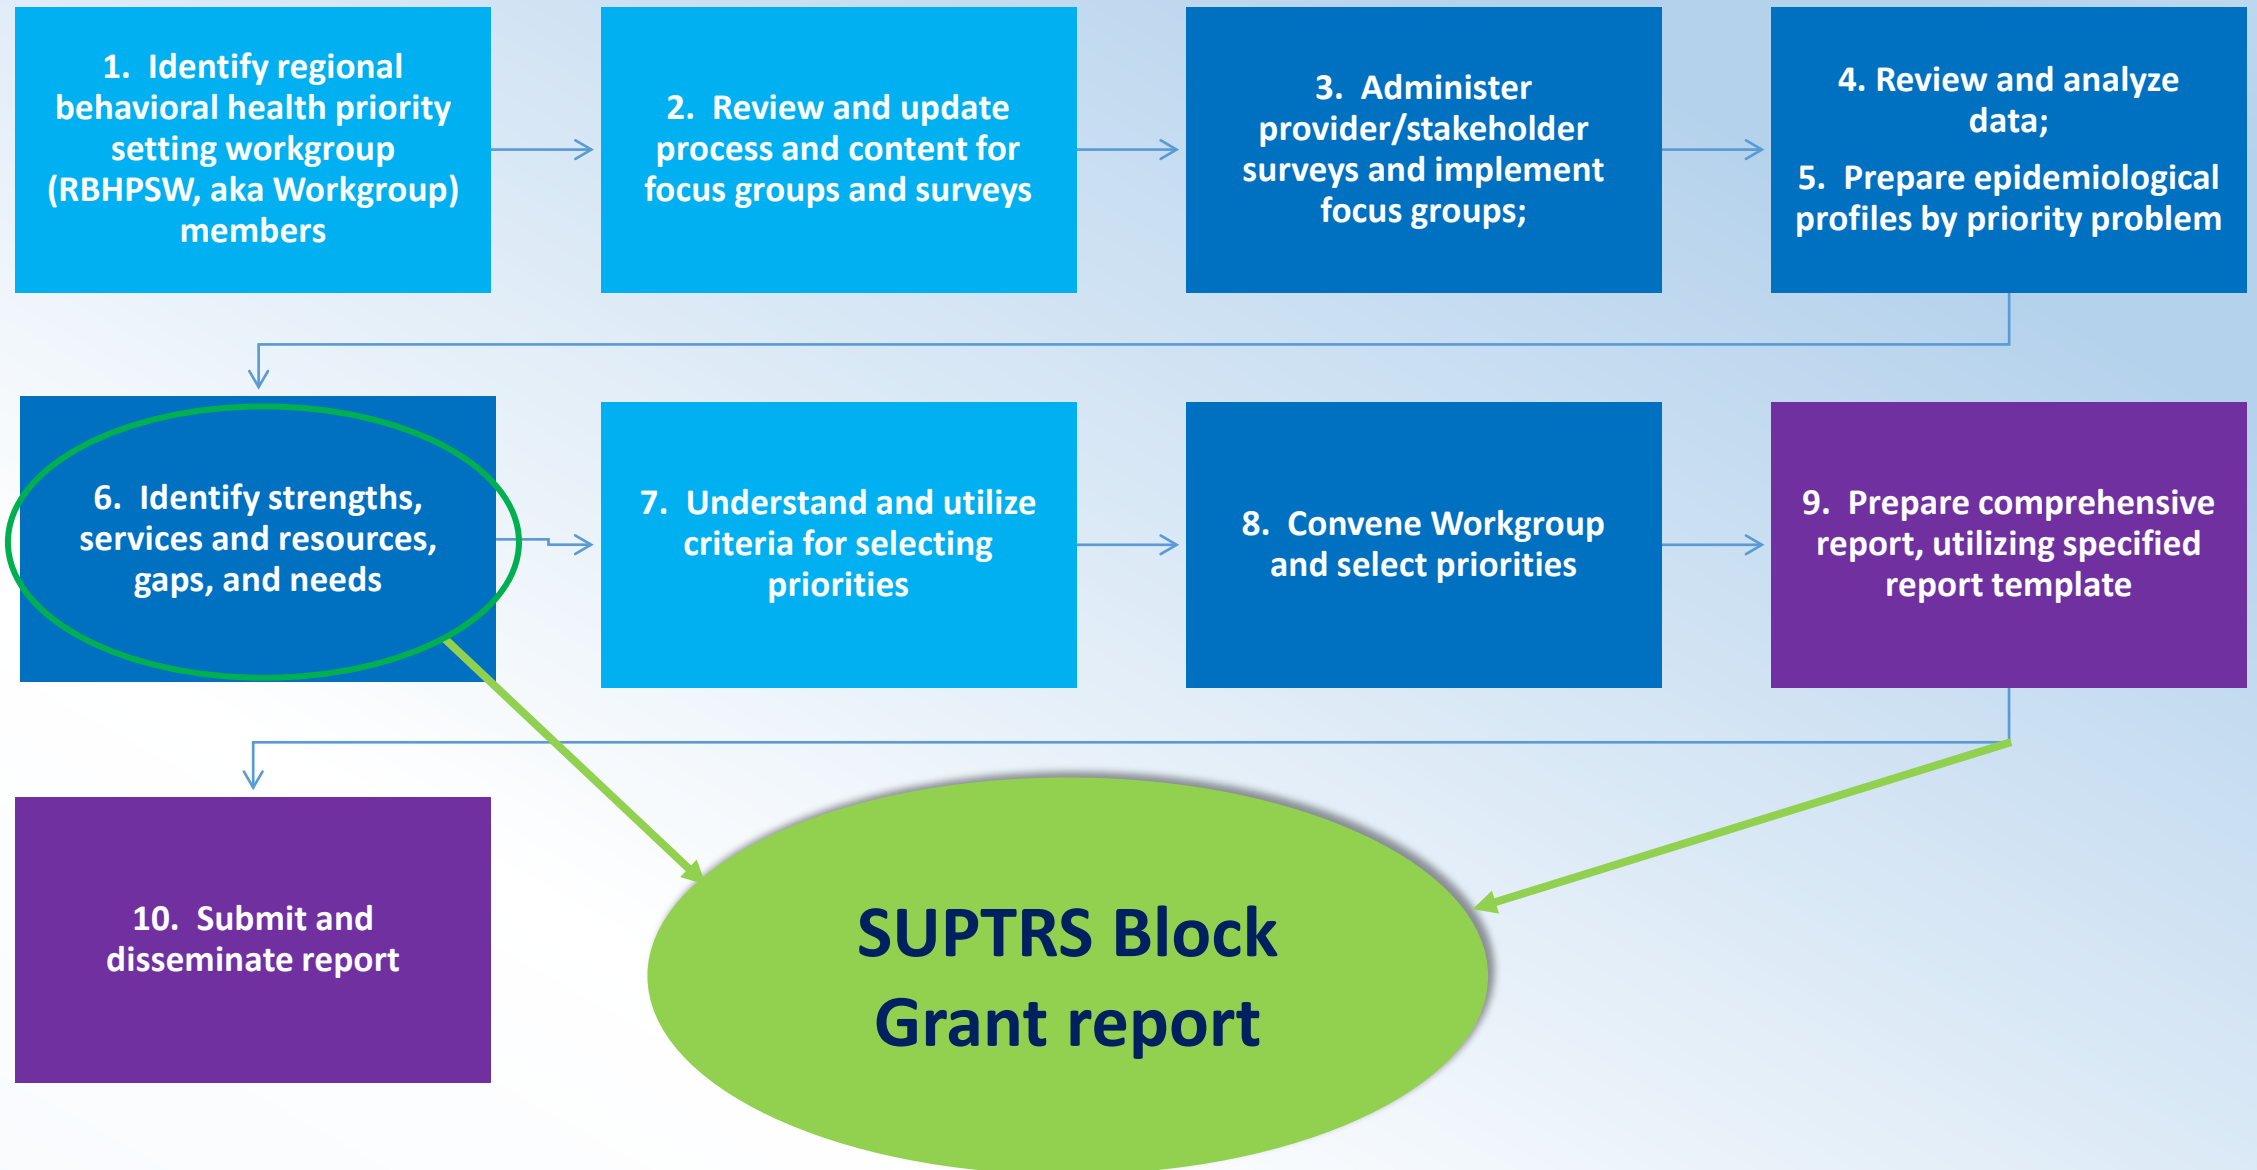 1. Identify regional
behavioral health priority
setting workgroup
(RBHPSW, aka Workgroup)
members
2. Review and update
process and content for
focus groups and surveys
3. Administer
provider/stakeholder
surveys and implement
focus groups;
4. Review and analyze
data;
5. Prepare epidemiological
profiles by priority problem
6. Identify strengths,
services and resources,
gaps, and needs
7. Understand and utilize
criteria for selecting
priorities
8. Convene Workgroup
and select priorities
9. Prepare comprehensive
report, utilizing specified
report template
10. Submit and
disseminate report
SUPTRS Block
Grant report